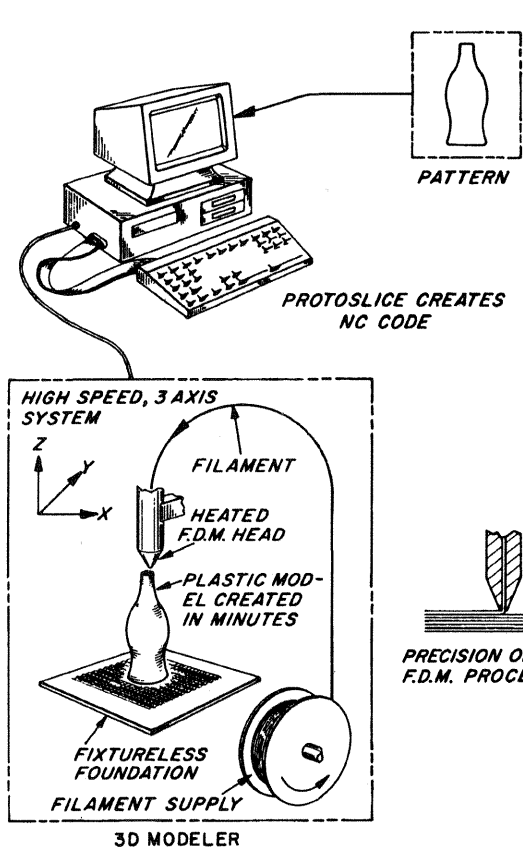 PATTERN
PROTOSLICE CREATES
NC CODE
HIGH SPEED, 3 AXIS
SYSTEM
Z
Y
X
FILAMENT
HEATED
F.D.M. HEAD
PLASTIC MOD-
EL CREATED
IN MINUTES
PRECISION
F.D.M.
FIXTURELESS
FOUNDATION
FILAMENT SUPPLY
3D MODELER